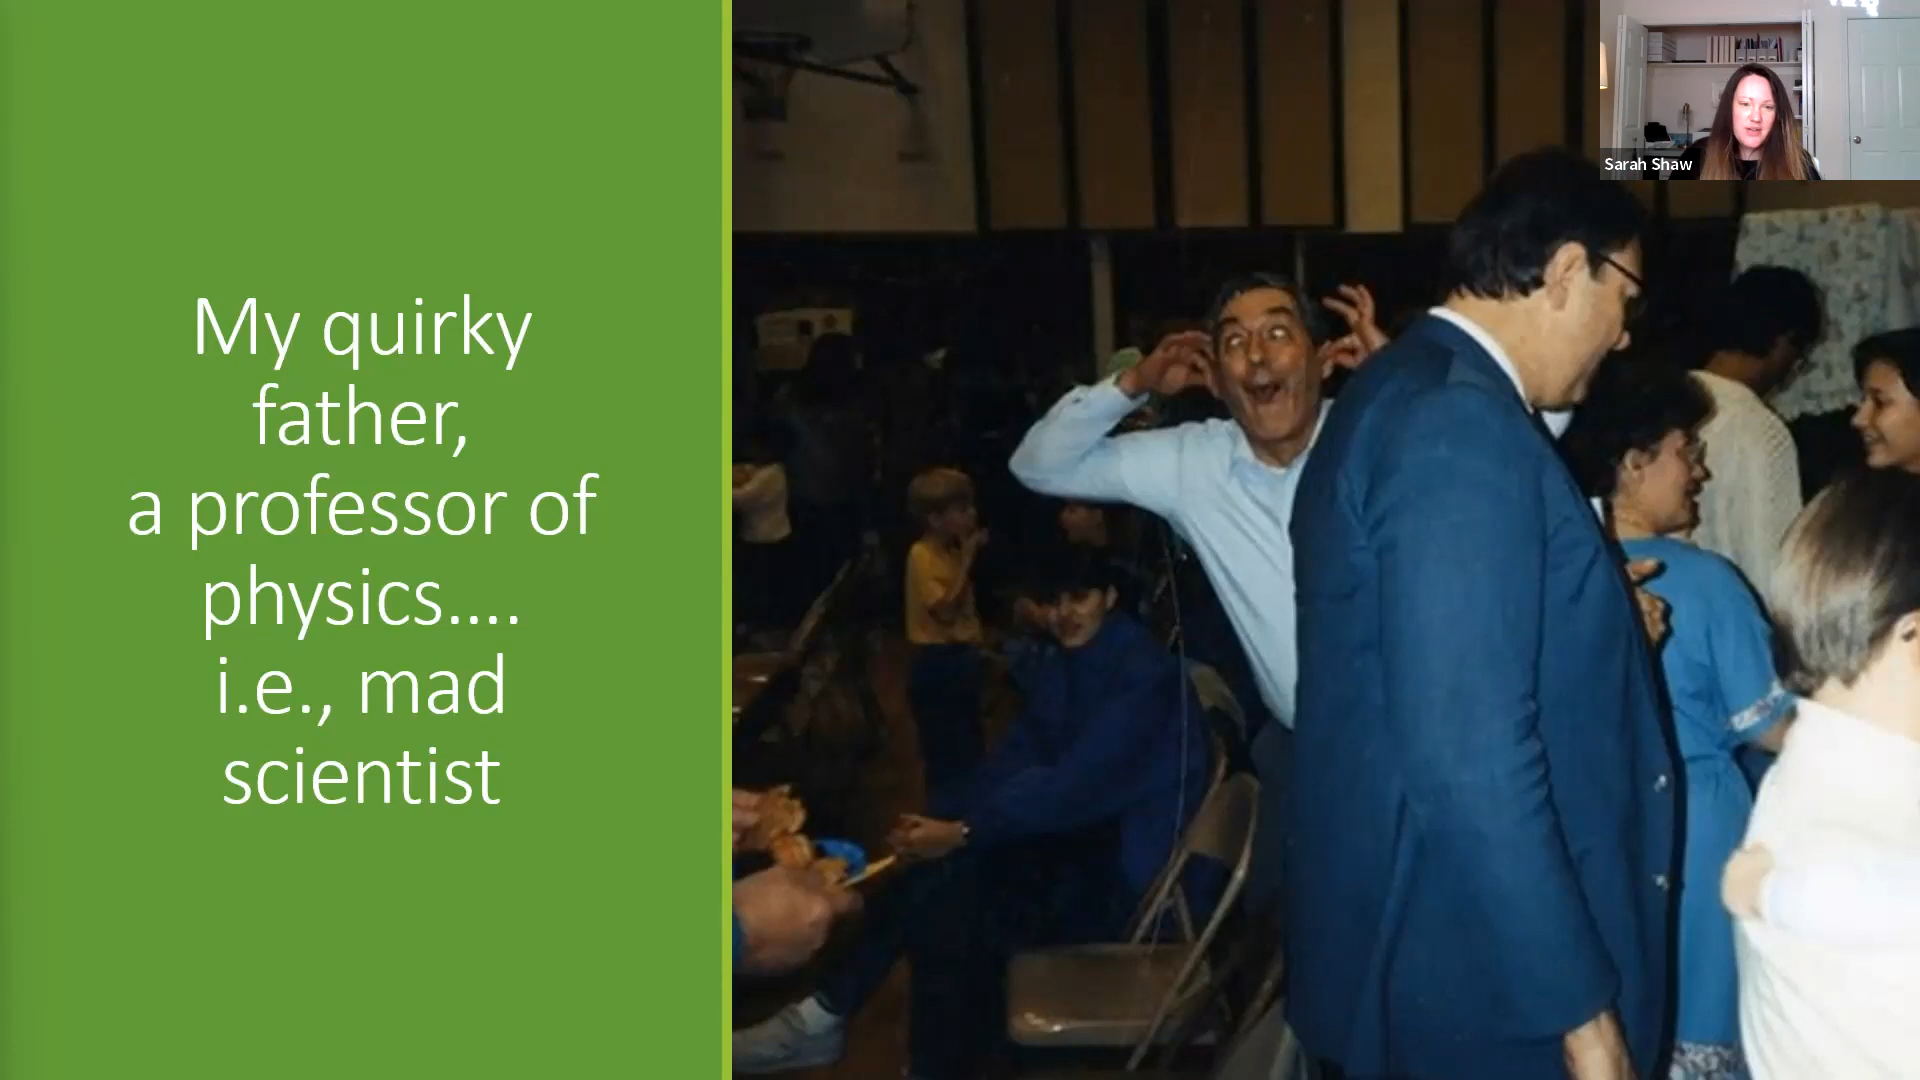 My quirky
father,
a professor of
physics....
i.e., mad
scientist
Sarah Shaw